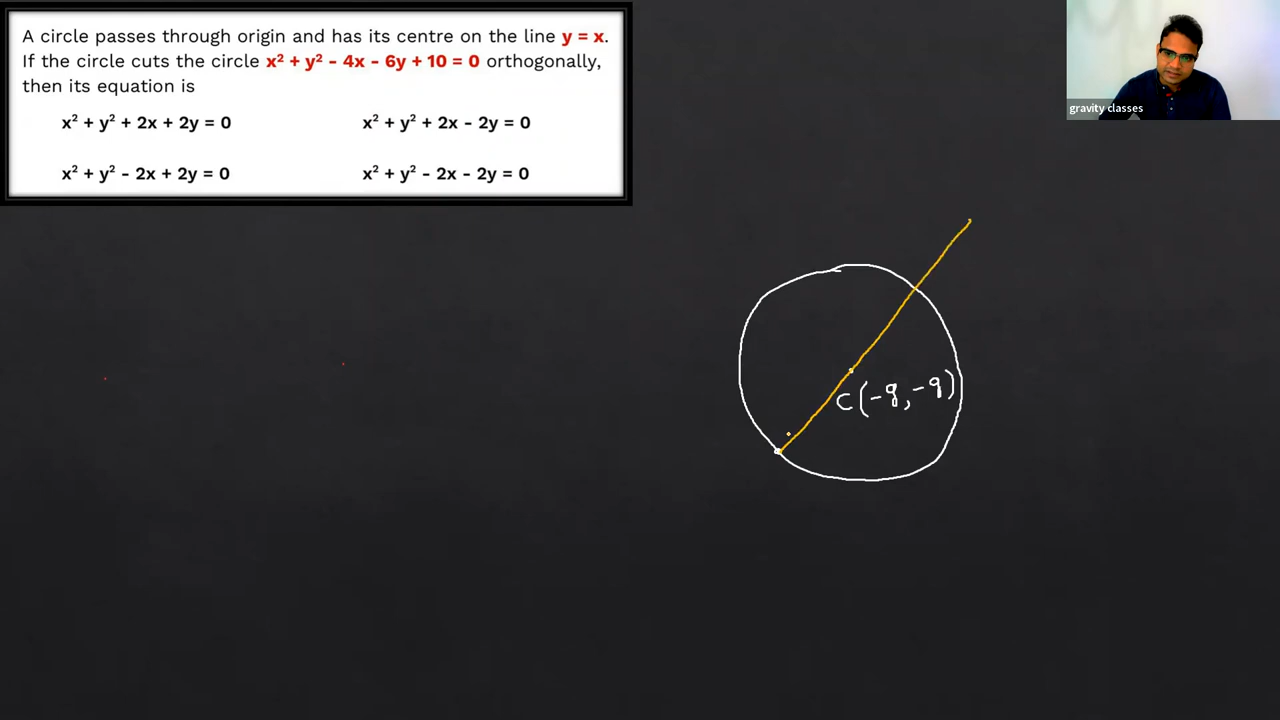 A circle passes through origin and has its centre on the line y = x.
If the circle cuts the circle x² + y² - 4x - 6y + 10 = 0 orthogonally,
then its equation is
x² + y² + 2x + 2y = 0
x² + y² + 2x - 2y = 0
x² + y² - 2x + 2y = 0
x² + y² - 2x - 2y = 0
gravity classes
C(-g,-g)